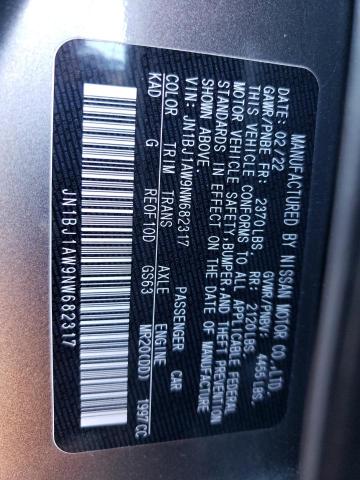 MANUFACTURED BY NISSAN MOTOR CO., LTD.
DATE: 02/22 GVWR/PNBV: 4455 LBS.
GAWR/PNBE FR: 2370LBS. RR: 2120LBS.
THIS VEHICLE CONFORMS TO ALL APPLICABLE FEDERAL
MOTOR VEHICLE SAFETY, BUMPER, AND THEFT PREVENTION
STANDARDS IN EFFECT ON THE DATE OF MANUFACTURE
SHOWN ABOVE.
VIN: JN1BJ1AW9NW682317 PASSENGER CAR
COLOR TRIM TRANS AXLE ENGINE
KAD G GS63 MR20(DD) 1997CC
JN1BJ1AW9NW682317